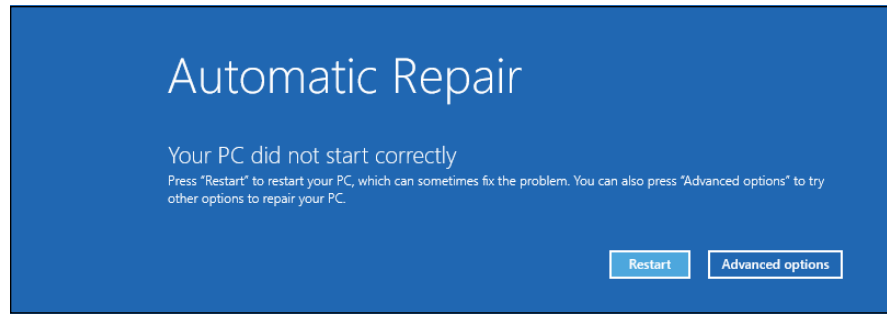 Automatic Repair
Your PC did not start correctly
Press “Restart” to restart your PC, which can sometimes fix the problem. You can also press “Advanced options” to try
other options to repair your PC.
Restart
Advanced options